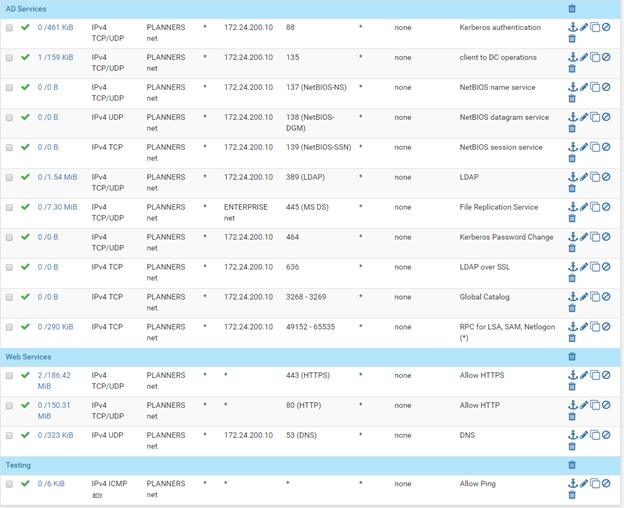 AD Services
0 /461 KiB IPv4 TCP/UDP PLANNERS net * 172.24.200.10 88 * none Kerberos authentication
1 /159 KiB IPv4 TCP/UDP PLANNERS net * 172.24.200.10 135 * none client to DC operations
0 /0 B IPv4 TCP/UDP PLANNERS net * 172.24.200.10 137 (NetBIOS-NS) * none NetBIOS name service
0 /0 B IPv4 UDP PLANNERS net * 172.24.200.10 138 (NetBIOS-DGM) * none NetBIOS datagram service
0 /0 B IPv4 TCP PLANNERS net * 172.24.200.10 139 (NetBIOS-SSN) * none NetBIOS session service
0 /1.54 MiB IPv4 TCP/UDP PLANNERS net * 172.24.200.10 389 (LDAP) * none LDAP
0 /7.30 MiB IPv4 TCP/UDP PLANNERS net * ENTERPRISE net 445 (MS DS) * none File Replication Service
0 /0 B IPv4 TCP/UDP PLANNERS net * 172.24.200.10 464 * none Kerberos Password Change
0 /0 B IPv4 TCP PLANNERS net * 172.24.200.10 636 * none LDAP over SSL
0 /0 B IPv4 TCP PLANNERS net * 172.24.200.10 3268 - 3269 * none Global Catalog
0 /290 KiB IPv4 TCP PLANNERS net * 172.24.200.10 49152 - 65535 * none RPC for LSA, SAM, Netlogon (*)
Web Services
2 /186.42 MiB IPv4 TCP/UDP PLANNERS net * * 443 (HTTPS) * none Allow HTTPS
0 /150.31 MiB IPv4 TCP/UDP PLANNERS net * * 80 (HTTP) * none Allow HTTP
0 /323 KiB IPv4 UDP PLANNERS net * 172.24.200.10 53 (DNS) * none DNS
Testing
0 /6 KiB IPv4 ICMP any PLANNERS net * * * * none Allow Ping